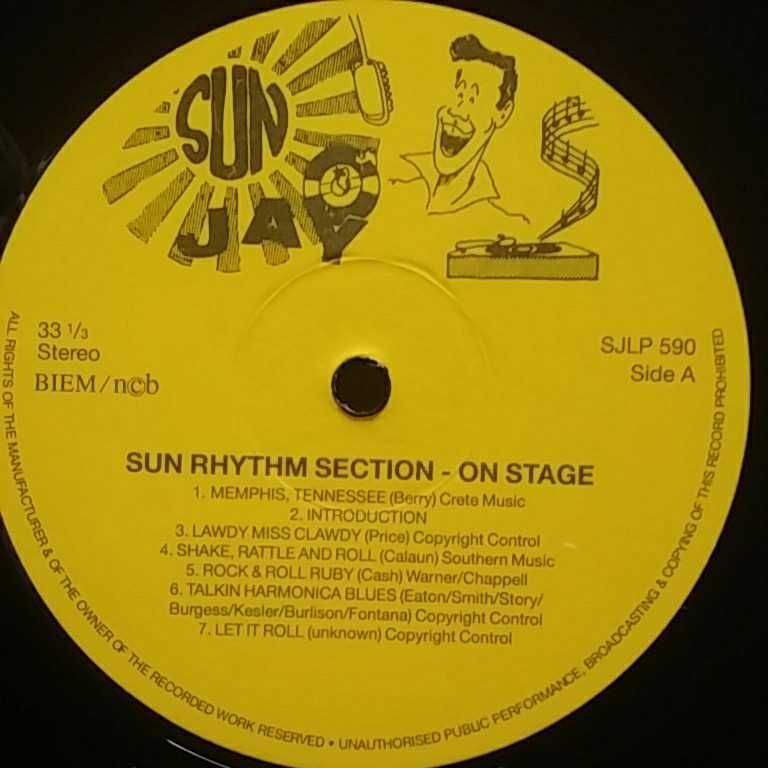 SUN
JAY
33 1/3
Stereo
BIEM/n©b
SJLP 590
Side A
SUN RHYTHM SECTION - ON STAGE
1. MEMPHIS, TENNESSEE (Berry) Crete Music
2. INTRODUCTION
3. LAWDY MISS CLAWDY (Price) Copyright Control
4. SHAKE, RATTLE AND ROLL (Calaun) Southern Music
5. ROCK & ROLL RUBY (Cash) Warner/Chappell
6. TALKIN HARMONICA BLUES (Eaton/Smith/Story/
Burgess/Kesler/Burlison/Fontana) Copyright Control
7. LET IT ROLL (unknown) Copyright Control
ALL RIGHTS OF THE MANUFACTURER & OF THE OWNER OF THE RECORDED WORK RESERVED • UNAUTHORISED PUBLIC PERFORMANCE, BROADCASTING & COPYING OF THIS RECORD PROHIBITED